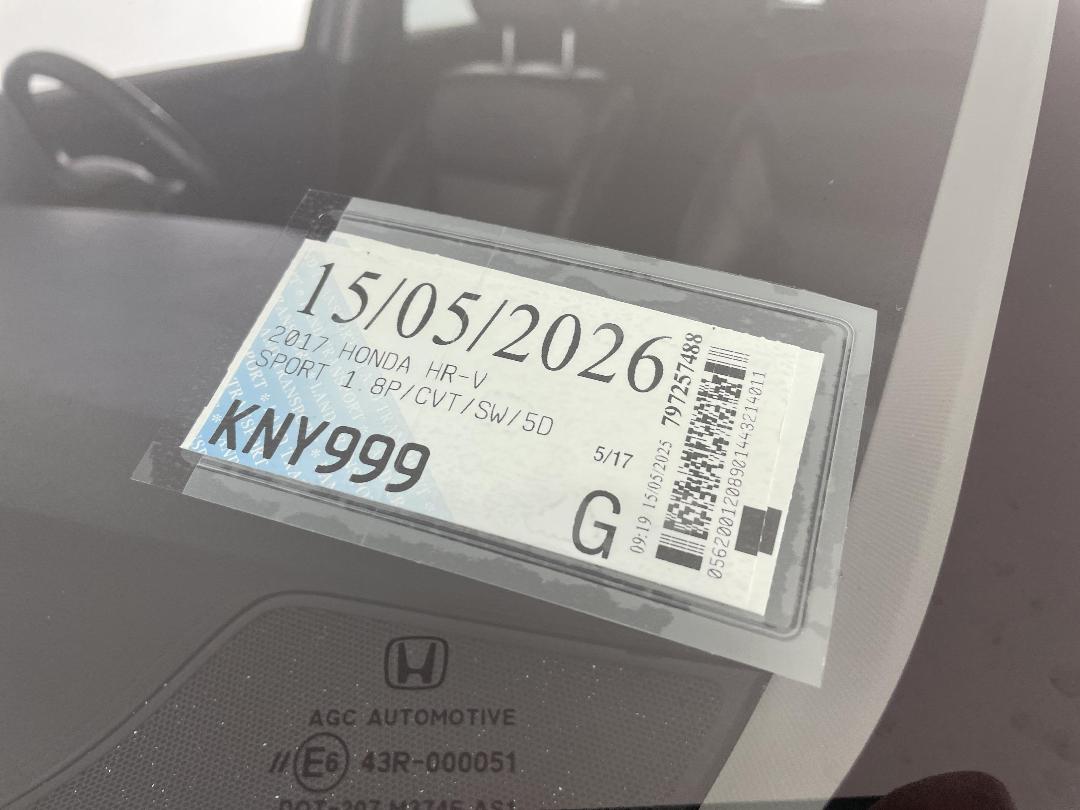 15/05/2026
2017 HONDA HR-V
SPORT 1.8P/CVT/SW/5D
KNY999
5/17
G
09:19 15/05/2025 797257488
056200120890144321401l
AGC AUTOMOTIVE
//E6 43R-000051